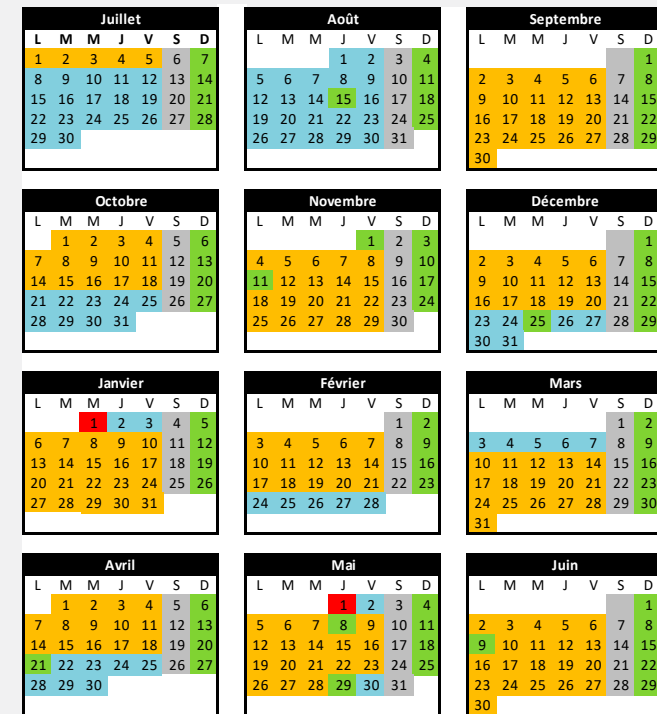 Juillet
L M M J V S D
1 2 3 4 5 6 7
8 9 10 11 12 13 14
15 16 17 18 19 20 21
22 23 24 25 26 27 28
29 30
Août
L M M J V S D
1 2 3 4
5 6 7 8 9 10 11
12 13 14 15 16 17 18
19 20 21 22 23 24 25
26 27 28 29 30 31
Septembre
L M M J V S D
1
2 3 4 5 6 7 8
9 10 11 12 13 14 15
16 17 18 19 20 21 22
23 24 25 26 27 28 29
30
Octobre
L M M J V S D
1 2 3 4 5 6
7 8 9 10 11 12 13
14 15 16 17 18 19 20
21 22 23 24 25 26 27
28 29 30 31
Novembre
L M M J V S D
1 2 3
4 5 6 7 8 9 10
11 12 13 14 15 16 17
18 19 20 21 22 23 24
25 26 27 28 29 30
Décembre
L M M J V S D
1
2 3 4 5 6 7 8
9 10 11 12 13 14 15
16 17 18 19 20 21 22
23 24 25 26 27 28 29
30 31
Janvier
L M M J V S D
1 2 3 4 5
6 7 8 9 10 11 12
13 14 15 16 17 18 19
20 21 22 23 24 25 26
27 28 29 30 31
Février
L M M J V S D
1 2
3 4 5 6 7 8 9
10 11 12 13 14 15 16
17 18 19 20 21 22 23
24 25 26 27 28
Mars
L M M J V S D
1 2
3 4 5 6 7 8 9
10 11 12 13 14 15 16
17 18 19 20 21 22 23
24 25 26 27 28 29 30
31
Avril
L M M J V S D
1 2 3 4 5 6
7 8 9 10 11 12 13
14 15 16 17 18 19 20
21 22 23 24 25 26 27
28 29 30
Mai
L M M J V S D
1 2 3 4
5 6 7 8 9 10 11
12 13 14 15 16 17 18
19 20 21 22 23 24 25
26 27 28 29 30 31
Juin
L M M J V S D
1
2 3 4 5 6 7 8
9 10 11 12 13 14 15
16 17 18 19 20 21 22
23 24 25 26 27 28 29
30